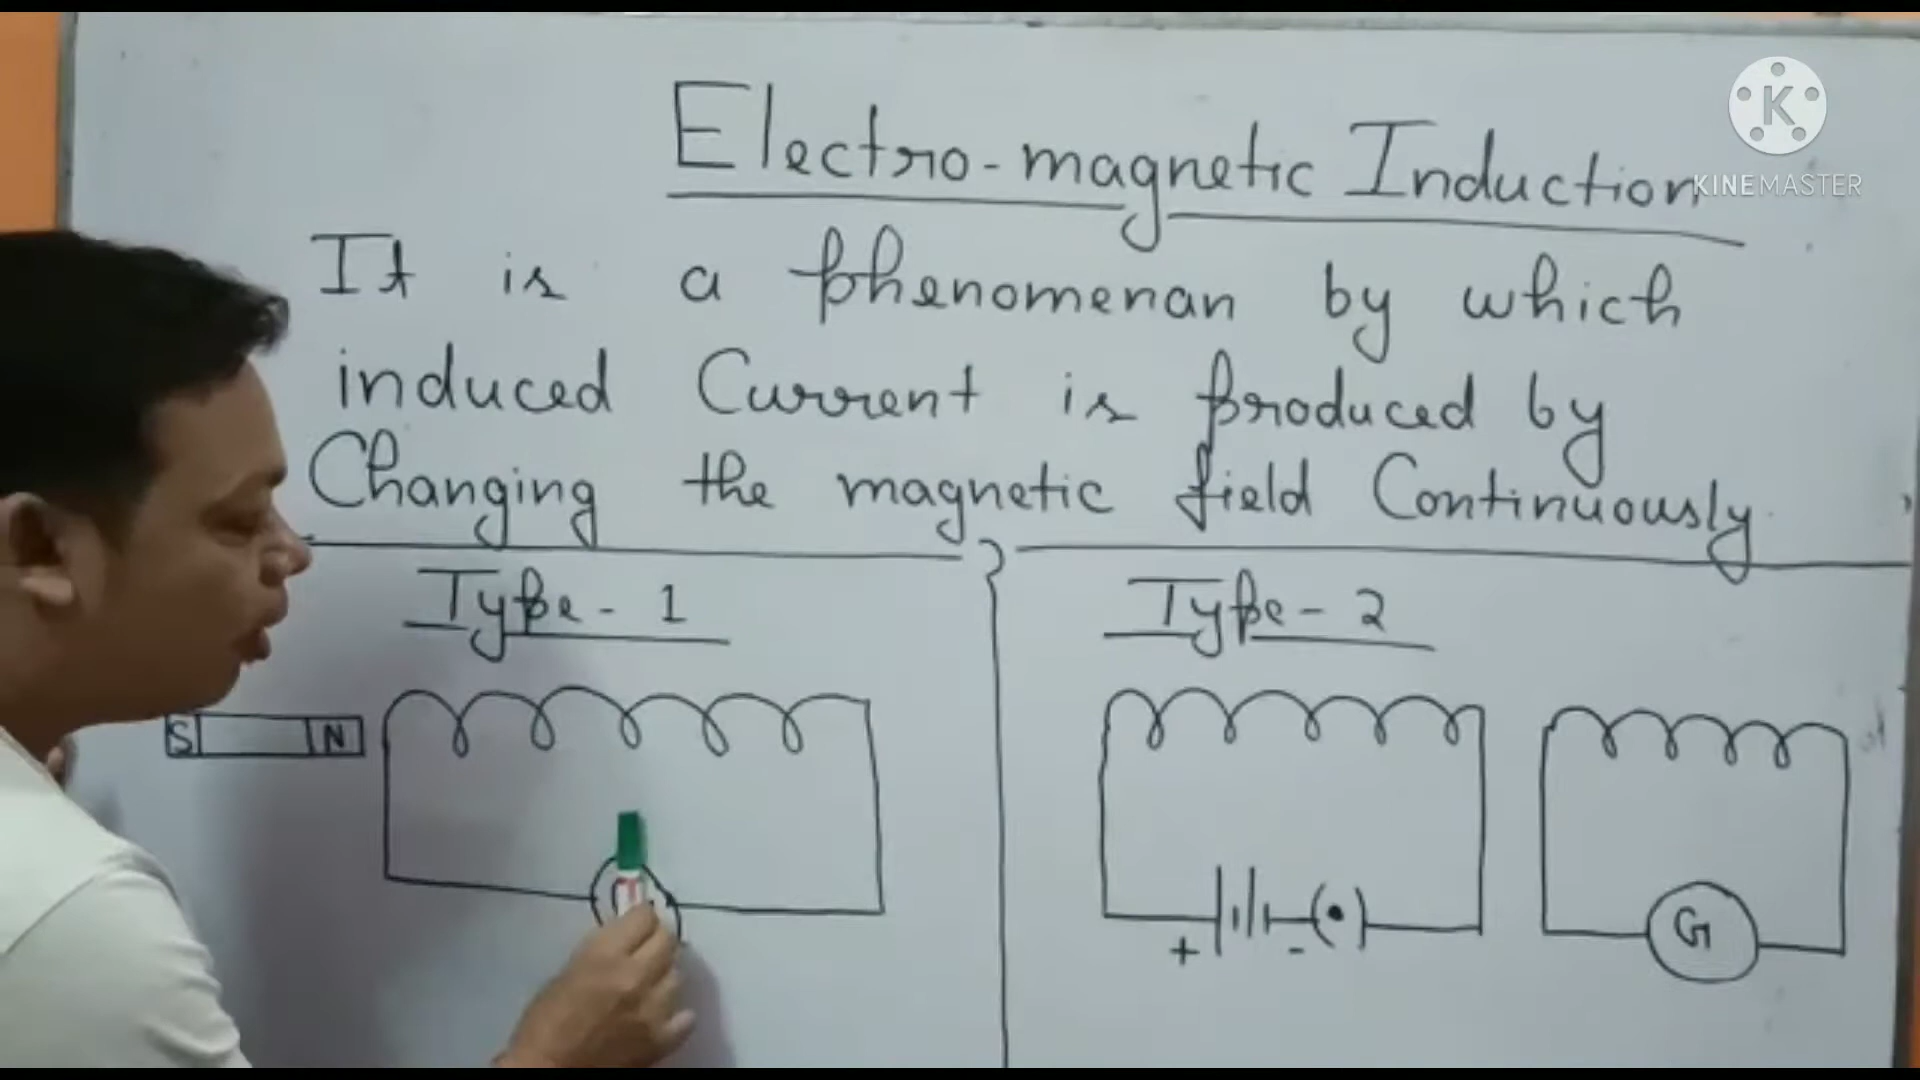 Electro-magnetic Induction
K
KINEMASTER
It is a phenomenan by which
induced Current is produced by
Changing the magnetic field Continuously
Type - 1
Type - 2
S N
+ -
G